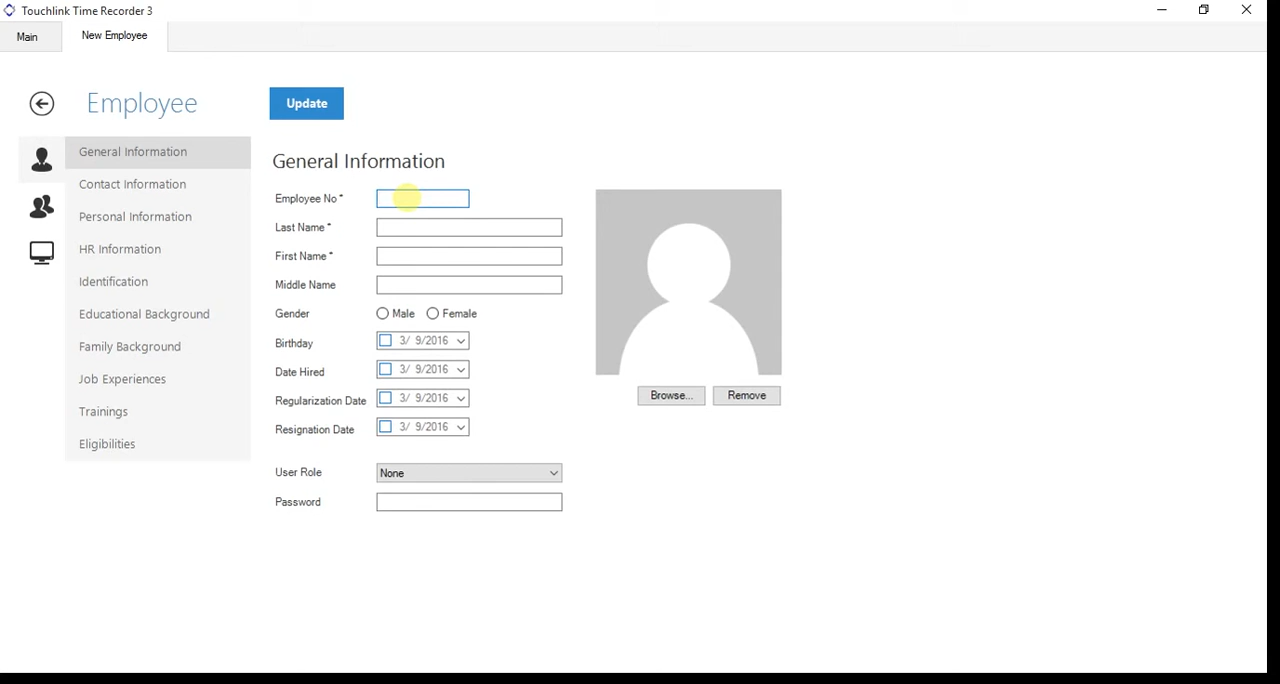 Touchlink Time Recorder 3
Main
New Employee
Employee
Update
General Information
Contact Information
Personal Information
HR Information
Identification
Educational Background
Family Background
Job Experiences
Trainings
Eligibilities
General Information
Employee No *
Last Name *
First Name *
Middle Name
Gender Male Female
Birthday 3/ 9/2016
Date Hired 3/ 9/2016
Regularization Date 3/ 9/2016
Resignation Date 3/ 9/2016
User Role None
Password
Browse... Remove